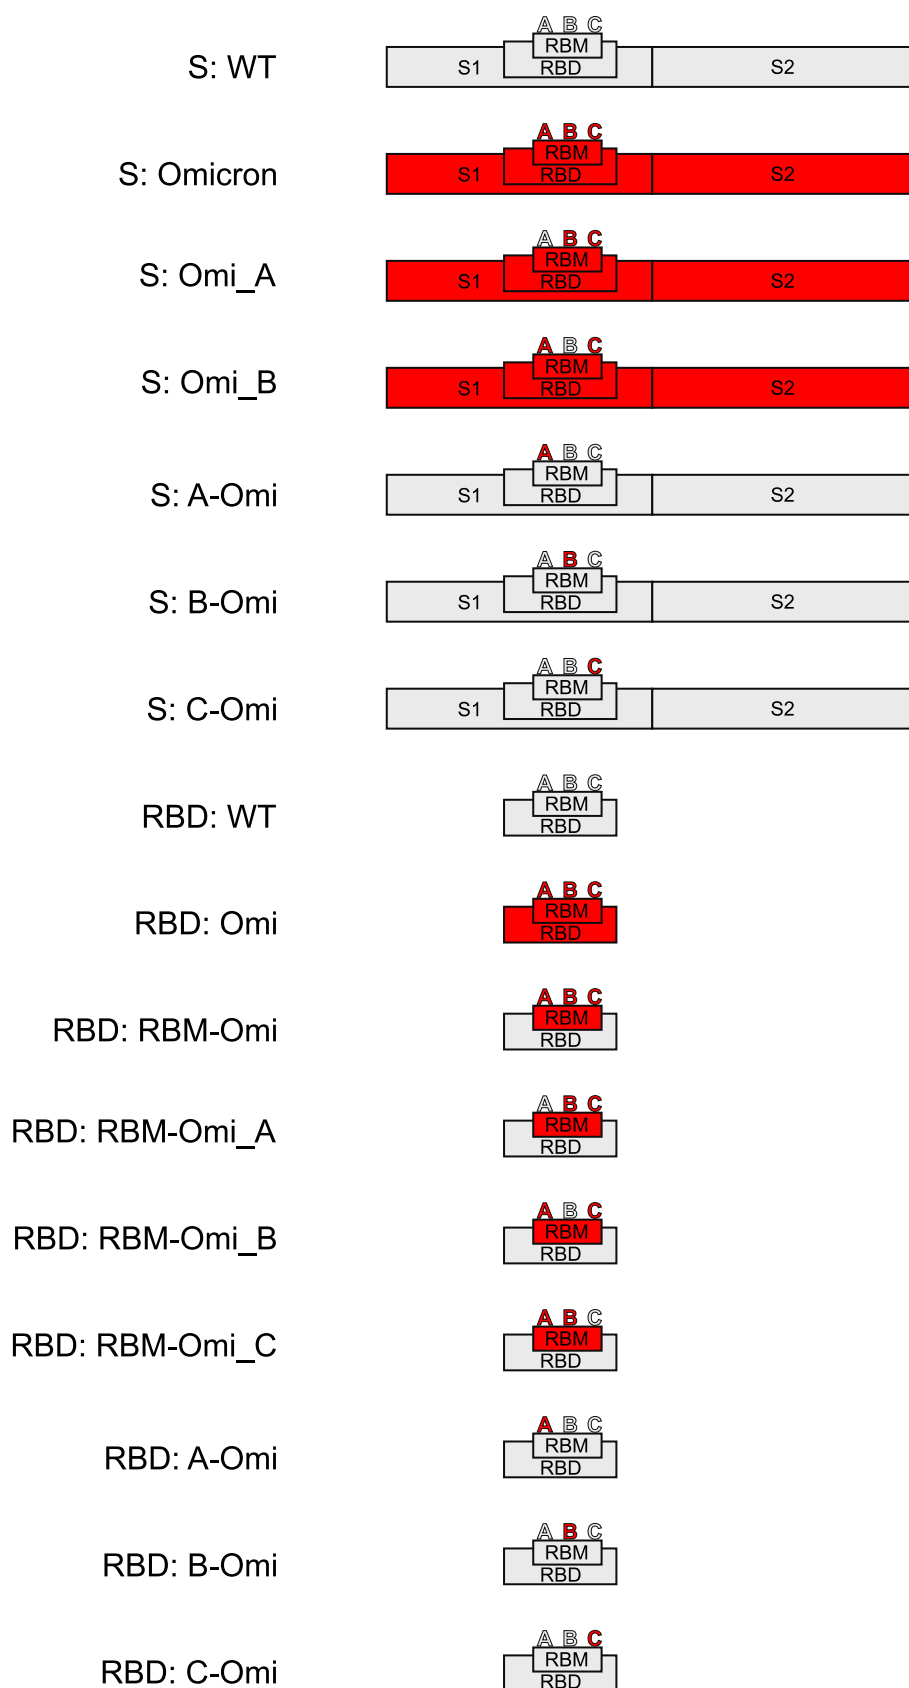 A B C
RBM
S: WT S1 RBD S2
A B C
RBM
S: Omicron S1 RBD S2
A B C
RBM
S: Omi_A S1 RBD S2
A B C
RBM
S: Omi_B S1 RBD S2
A B C
RBM
S: A-Omi S1 RBD S2
A B C
RBM
S: B-Omi S1 RBD S2
A B C
RBM
S: C-Omi S1 RBD S2
A B C
RBM
RBD: WT RBD
A B C
RBM
RBD: Omi RBD
A B C
RBM
RBD: RBM-Omi RBD
A B C
RBM
RBD: RBM-Omi_A RBD
A B C
RBM
RBD: RBM-Omi_B RBD
A B C
RBM
RBD: RBM-Omi_C RBD
A B C
RBM
RBD: A-Omi RBD
A B C
RBM
RBD: B-Omi RBD
A B C
RBM
RBD: C-Omi RBD